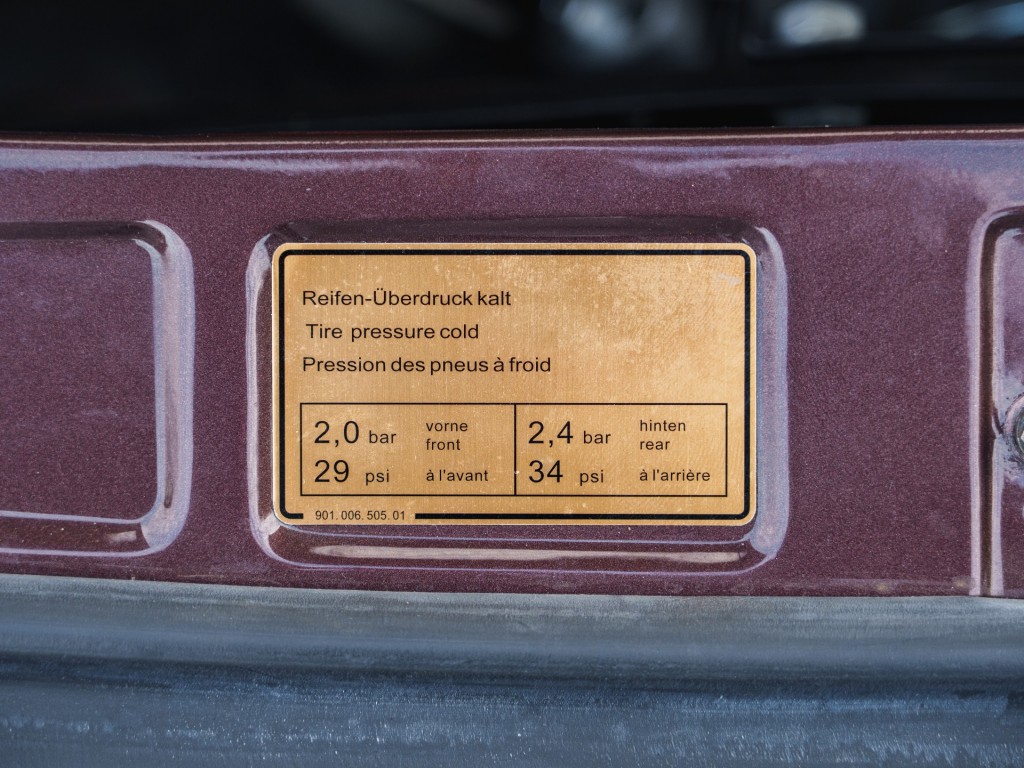 Reifen-Überdruck kalt
Tire pressure cold
Pression des pneus à froid
2,0 bar vorne front
29 psi à l'avant
2,4 bar hinten rear
34 psi à l'arrière
901. 006. 505. 01